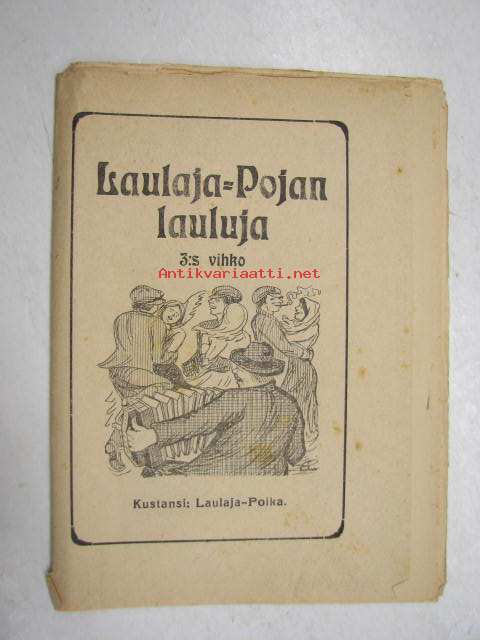 Laulaja=Pojan
lauluja
3:s vihko
Antikvariaatti.net
Kustansi: Laulaja-Poika.